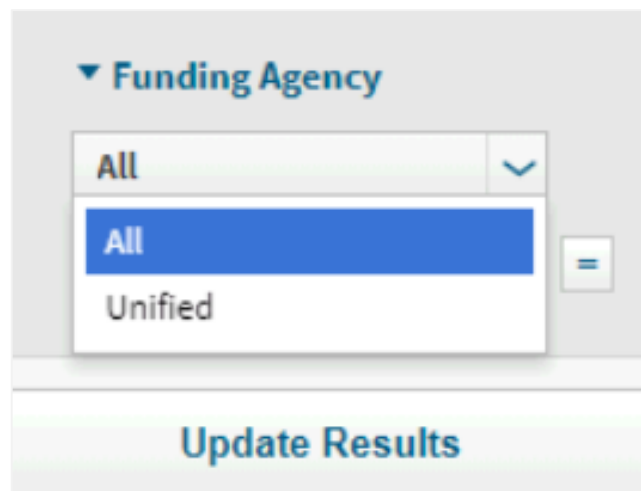 Funding Agency
All
All
=
Unified
Update Results